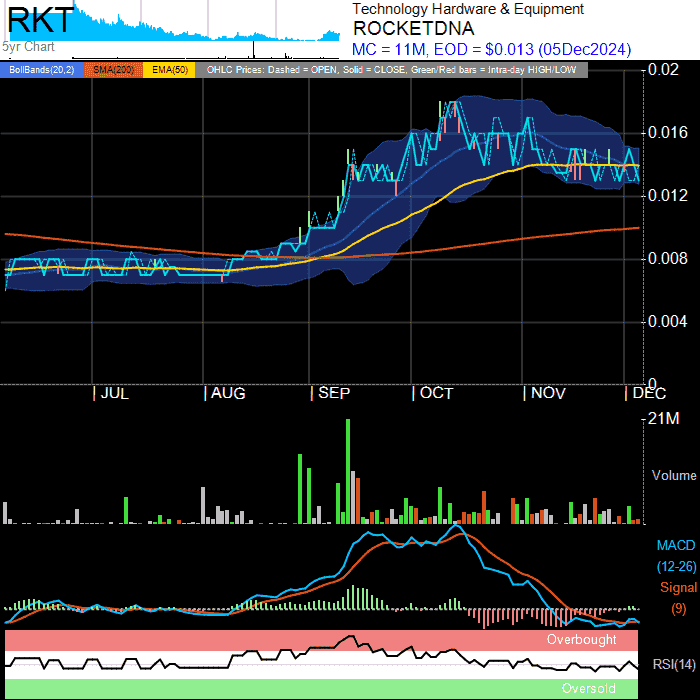 RKT
5yr Chart
Technology Hardware & Equipment
ROCKETDNA
MC = 11M, EOD = $0.013 (05Dec2024)
BollBands(20,2) SMA(200) EMA(50) OHLC Prices: Dashed = OPEN, Solid = CLOSE, Green/Red bars = Intra-day HIGH/LOW
0.02
0.016
0.012
0.008
0.004
0
JUL AUG SEP OCT NOV DEC
21M
Volume
MACD
(12-26)
Signal
(9)
Overbought
RSI(14)
Oversold